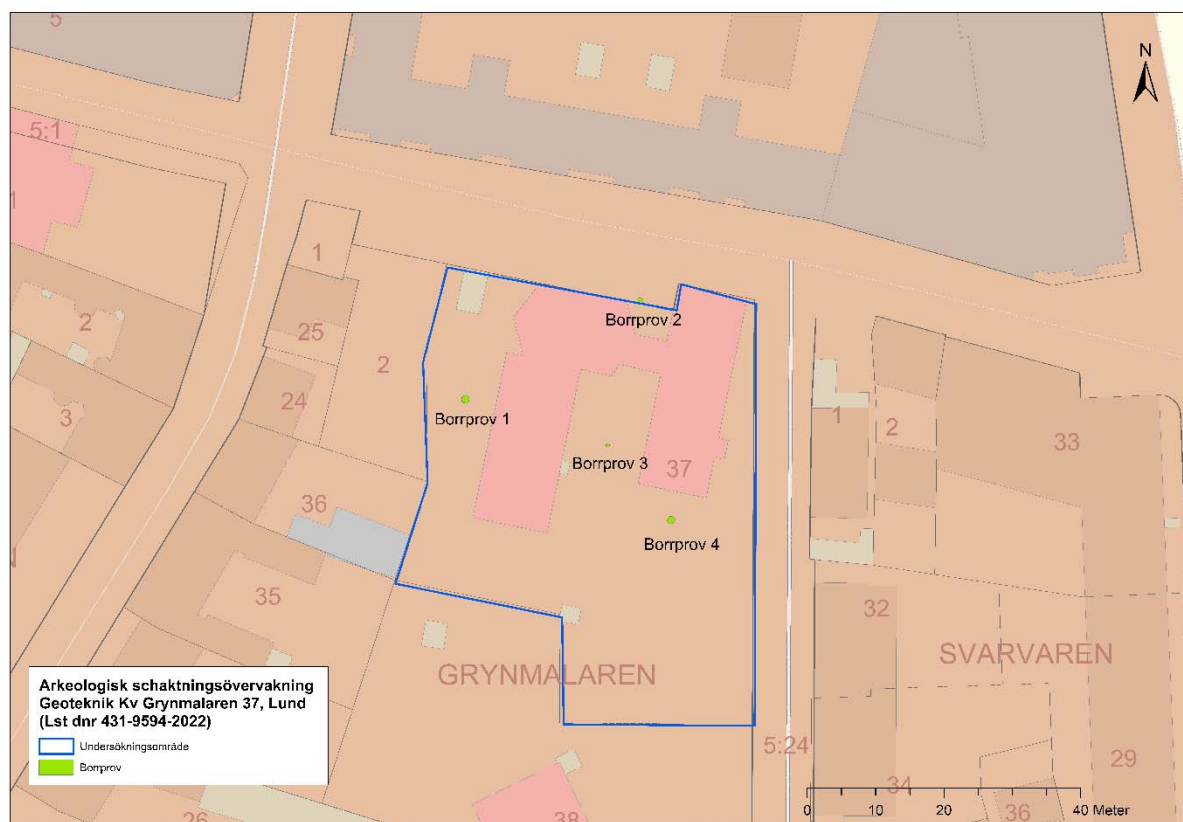 5
N
5:1
1
2
3
1
25
2
24
36
35
Borrprov 2
Borrprov 1
Borrprov 3
37
Borrprov 4
1
2
33
32
GRYNMALAREN
SVARVAREN
5:24
29
34
36
38
26
Arkeologisk schaktningsövervakning
Geoteknik Kv Grynmalaren 37, Lund
(Lst dnr 431-9594-2022)
Undersökningsområde
Borrprov
0 10 20 40 Meter